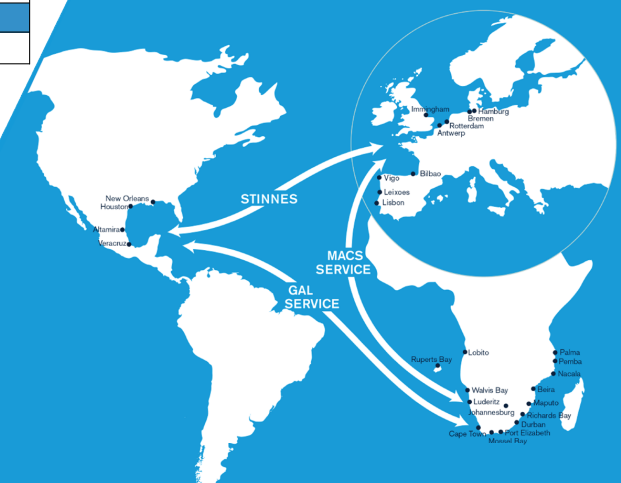 Immingham
Hamburg
Bremen
Rotterdam
Antwerp
Vigo
Bilbao
Leixoes
Lisbon
New Orleans
Houston
Altamira
Veracruz
STINNES
MACS
SERVICE
GAL
SERVICE
Lobito
Palma
Pemba
Ruperts Bay
Nacala
Walvis Bay
Beira
Luderitz
Maputo
Johannesburg
Richards Bay
Durban
Cape Town
Port Elizabeth
Mossel Bay